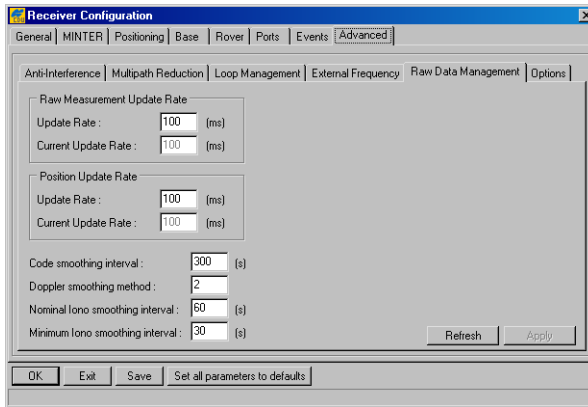 Receiver Configuration
General MINTER Positioning Base Rover Ports Events Advanced
Anti-Interference Multipath Reduction Loop Management External Frequency Raw Data Management Options
Raw Measurement Update Rate
Update Rate : 100 (ms)
Current Update Rate : 100 (ms)
Position Update Rate
Update Rate : 100 (ms)
Current Update Rate : 100 (ms)
Code smoothing interval : 300 (s)
Doppler smoothing method : 2
Nominal Iono smoothing interval : 60 (s)
Minimum Iono smoothing interval : 30 (s)
Refresh Apply
OK Exit Save Set all parameters to defaults